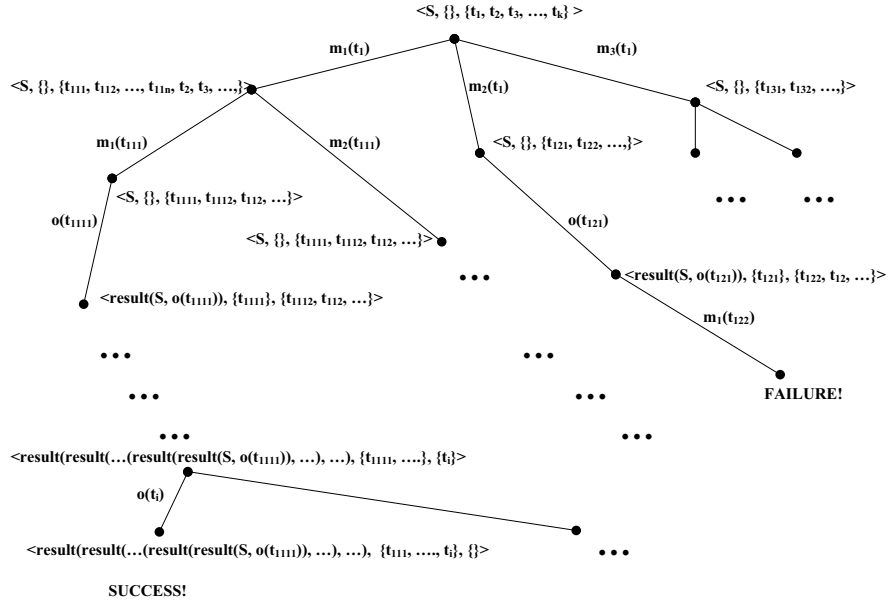 <S, {}, {t₁, t₂, t₃, …, tₖ} >
m₁(t₁)
m₃(t₁)
<S, {}, {t₁₁₁, t₁₁₂, …, t₁₁ₙ, t₂, t₃, …,}>
m₂(t₁)
<S, {}, {t₁₃₁, t₁₃₂, …,}>
m₁(t₁₁₁)
m₂(t₁₁₁)
<S, {}, {t₁₂₁, t₁₂₂, …,}>
<S, {}, {t₁₁₁₁, t₁₁₁₂, t₁₁₂, …}>
• • •
• • •
o(t₁₁₁₁)
o(t₁₂₁)
<S, {}, {t₁₁₁₁, t₁₁₁₂, t₁₁₂, …}>
• • •
<result(S, o(t₁₂₁)), {t₁₂₁}, {t₁₂₂, t₁₂, …}>
<result(S, o(t₁₁₁₁)), {t₁₁₁₁}, {t₁₁₁₂, t₁₁₂, …}>
m₁(t₁₂₂)
• • •
• • •
FAILURE!
• • •
• • •
• • •
• • •
<result(result(…(result(result(S, o(t₁₁₁₁)), …), …), {t₁₁₁₁, ….}, {tᵢ}>
o(tᵢ)
<result(result(…(result(result(S, o(t₁₁₁₁)), …), …), {t₁₁₁, …., tᵢ}, {}>
• • •
SUCCESS!